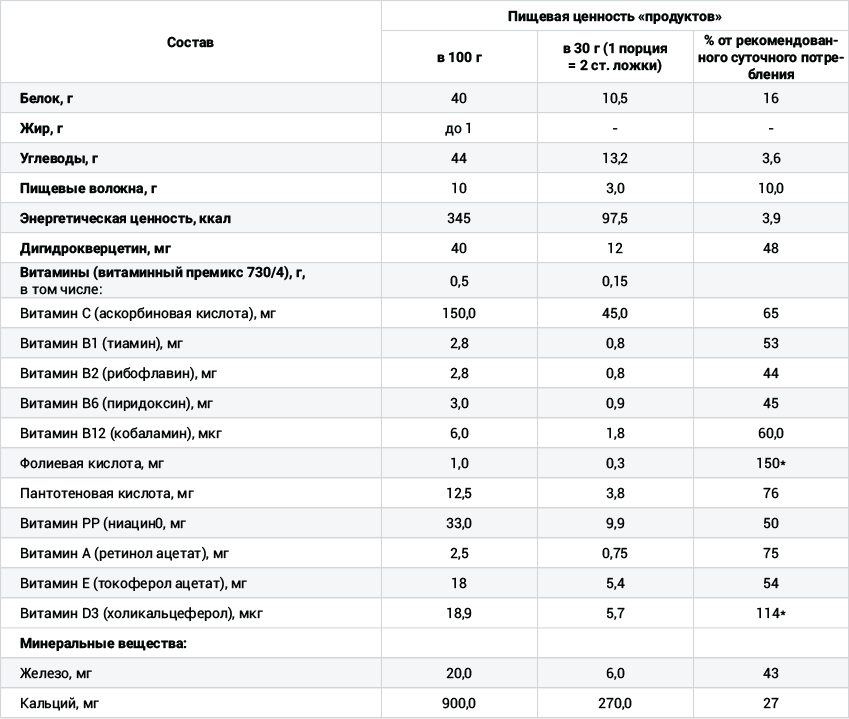 Состав
Пищевая ценность «продуктов»
в 100 г
в 30 г (1 порция
= 2 ст. ложки)
% от рекомендован-
ного суточного потре-
бления
Белок, г 40 10,5 16
Жир, г до 1 - -
Углеводы, г 44 13,2 3,6
Пищевые волокна, г 10 3,0 10,0
Энергетическая ценность, ккал 345 97,5 3,9
Дигидрокверцетин, мг 40 12 48
Витамины (витаминный премикс 730/4), г,
в том числе: 0,5 0,15
Витамин С (аскорбиновая кислота), мг 150,0 45,0 65
Витамин В1 (тиамин), мг 2,8 0,8 53
Витамин В2 (рибофлавин), мг 2,8 0,8 44
Витамин В6 (пиридоксин), мг 3,0 0,9 45
Витамин В12 (кобаламин), мкг 6,0 1,8 60,0
Фолиевая кислота, мг 1,0 0,3 150*
Пантотеновая кислота, мг 12,5 3,8 76
Витамин РР (ниацин0, мг 33,0 9,9 50
Витамин А (ретинол ацетат), мг 2,5 0,75 75
Витамин Е (токоферол ацетат), мг 18 5,4 54
Витамин D3 (холикальцеферол), мкг 18,9 5,7 114*
Минеральные вещества:
Железо, мг 20,0 6,0 43
Кальций, мг 900,0 270,0 27